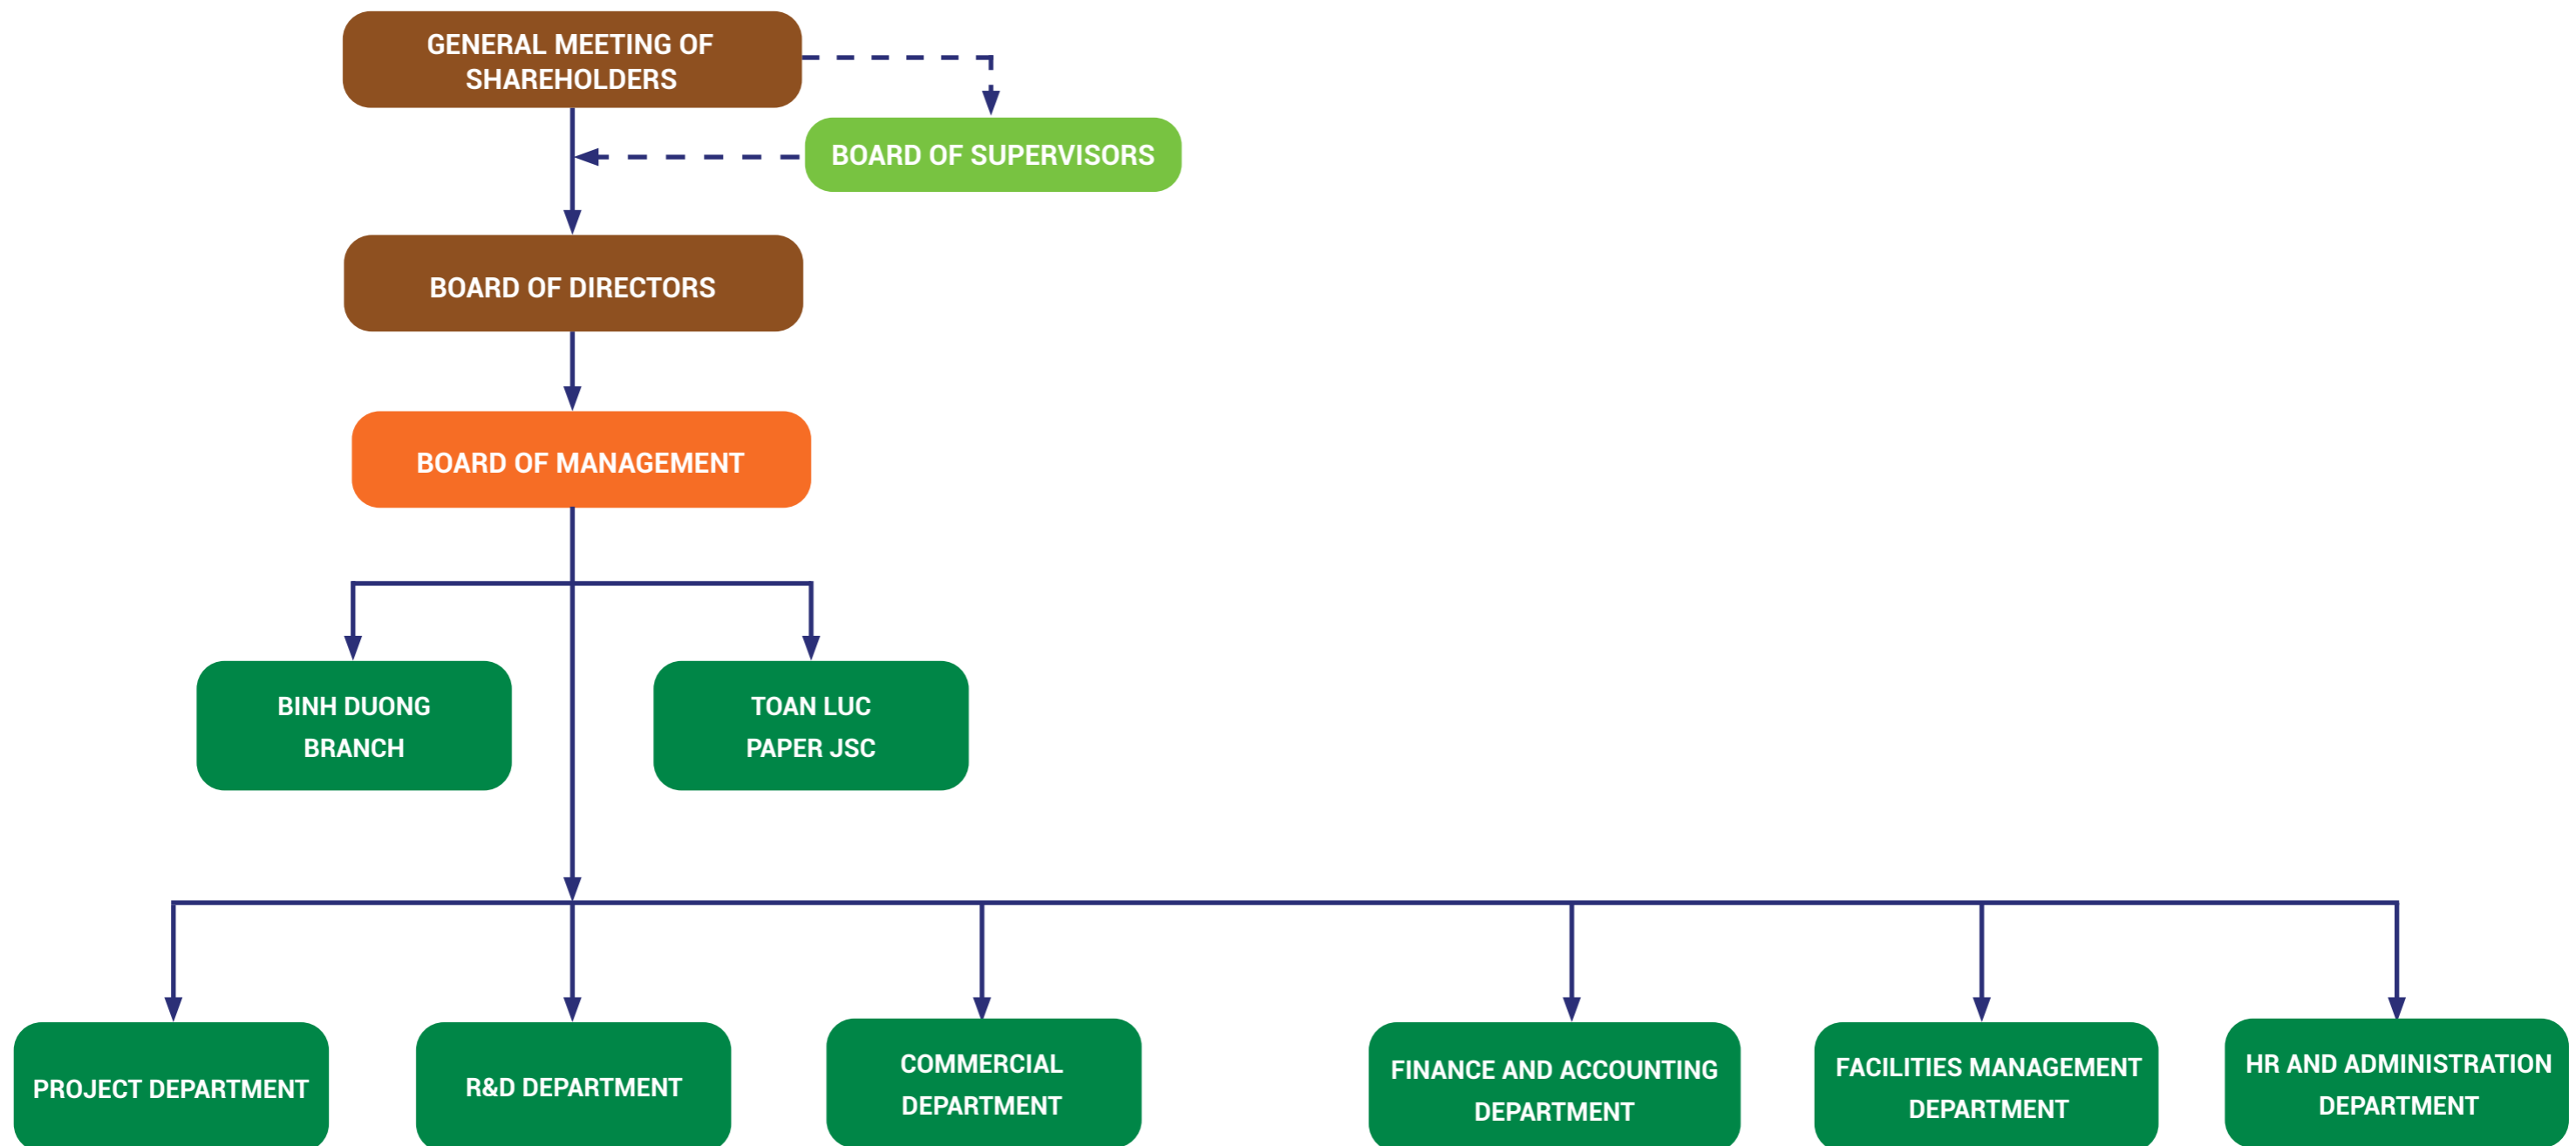 GENERAL MEETING OF
SHAREHOLDERS
BOARD OF SUPERVISORS
BOARD OF DIRECTORS
BOARD OF MANAGEMENT
BINH DUONG
BRANCH
TOAN LUC
PAPER JSC
PROJECT DEPARTMENT
R&D DEPARTMENT
COMMERCIAL
DEPARTMENT
FINANCE AND ACCOUNTING
DEPARTMENT
FACILITIES MANAGEMENT
DEPARTMENT
HR AND ADMINISTRATION
DEPARTMENT